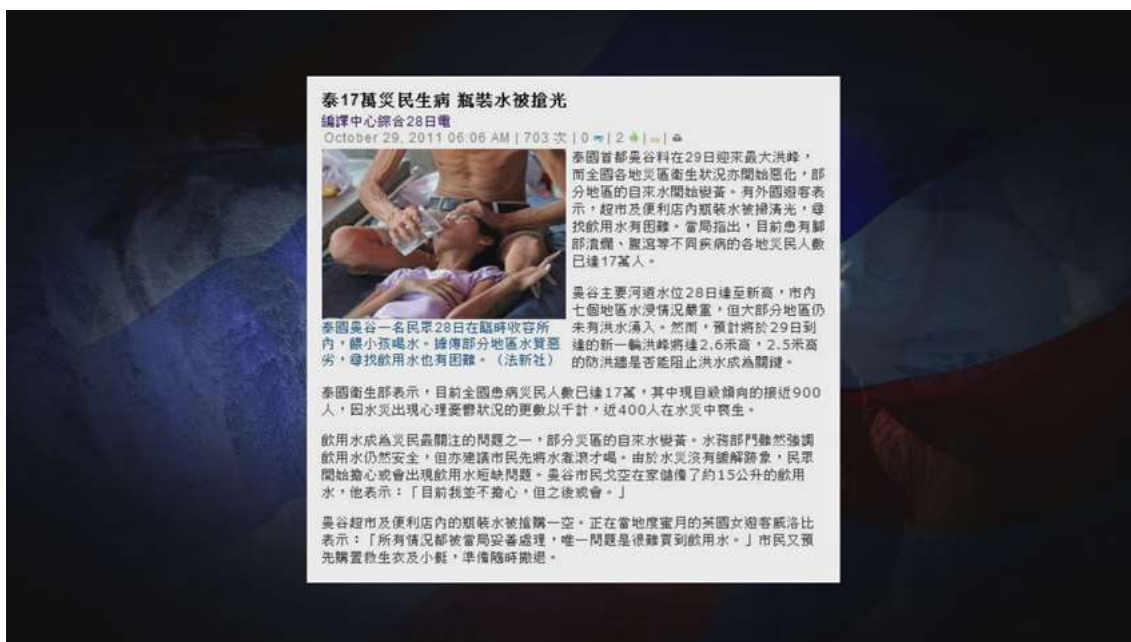 泰17萬災民生病 瓶裝水被搶光
編譯中心綜合28日電
October 29, 2011 06:06 AM | 703 次 | 0 | 2 | |
泰國首都曼谷料在29日迎來最大洪峰，
而全國各地災區衛生狀況亦開始惡化，部
分地區的自來水開始變黃。有外國遊客表
示，超市及便利店內瓶裝水被掃清光，尋
找飲用水有困難。當局指出，目前患有腳
部潰爛、腹瀉等不同疾病的各地災民人數
已達17萬人。
曼谷主要河道水位28日達至新高，市內
七個地區水浸情況嚴重，但大部分地區仍
未有洪水湧入。然而，預計將於29日到
達的新一輪洪峰將達2.6米高，2.5米高
的防洪牆是否能阻止洪水成為關鍵。
泰國曼谷一名民眾28日在臨時收容所
內，餵小孩喝水。據傳部分地區水質惡
劣，尋找飲用水也有困難。（法新社）
泰國衛生部表示，目前全國患病災民人數已達17萬，其中現自殺傾向的接近900
人，因水災出現心理憂鬱狀況的更數以千計，近400人在水災中喪生。
飲用水成為災民最關注的問題之一，部分災區的自來水變黃。水務部門雖然強調
飲用水仍然安全，但亦建議市民先將水煮滾才喝。由於水災沒有緩解跡象，民眾
開始擔心或會出現飲用水短缺問題。曼谷市民戈空在家儲備了約15公升的飲用
水，他表示：「目前我並不擔心，但之後或會。」
曼谷超市及便利店內的瓶裝水被搶購一空。正在當地度蜜月的英國女遊客威洛比
表示：「所有情況都被當局妥善處理，唯一問題是很難買到飲用水。」市民又預
先購置救生衣及小艇，準備隨時撤退。